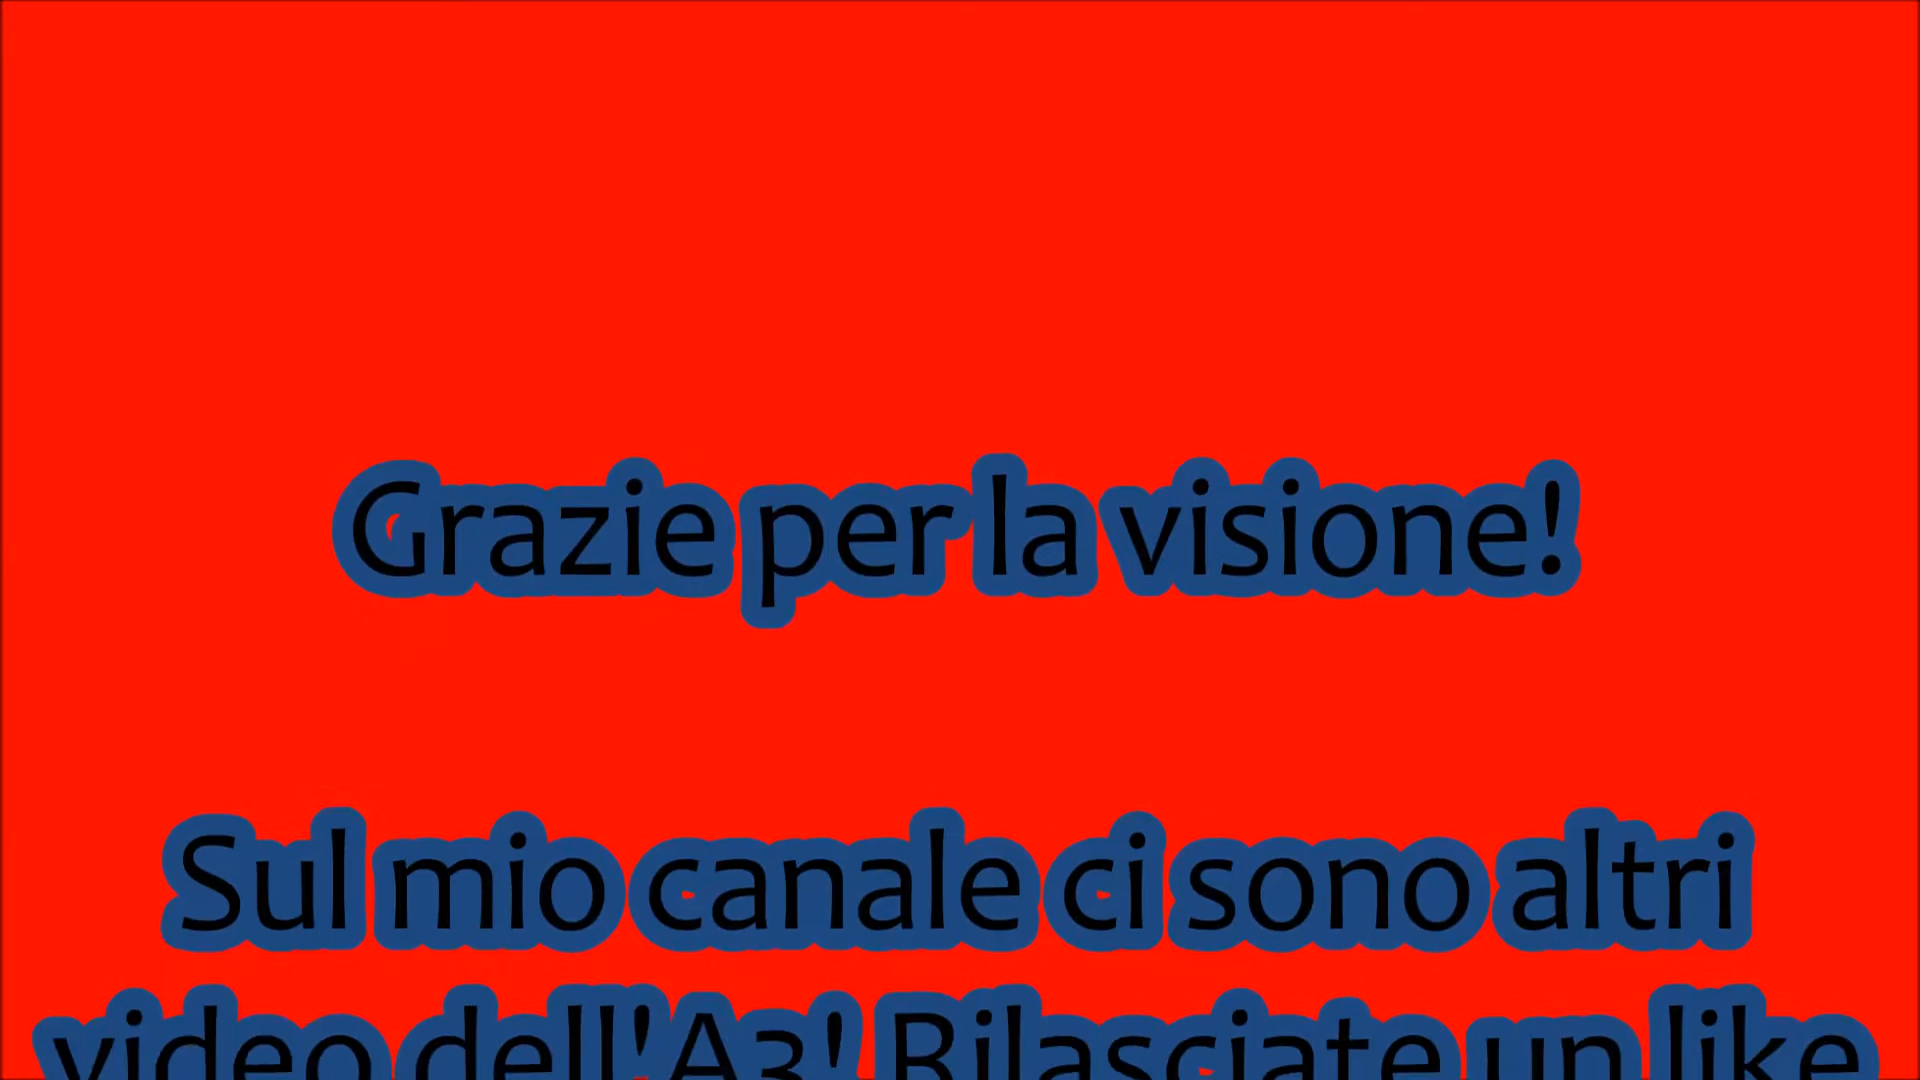 Grazie per la visione!
Sul mio canale ci sono altri
video dell'A3! Rilasciate un like